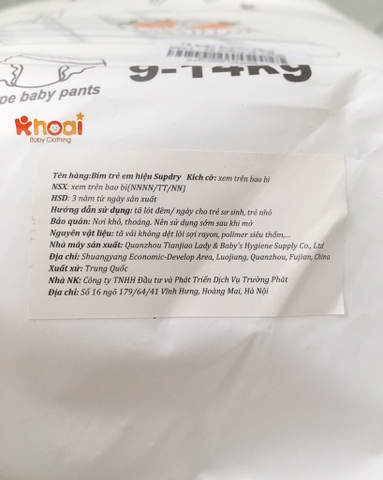 9-14kg
pe baby pants
Khoai
Baby Clothing
Tên hàng:Bỉm trẻ em hiệu Supdry Kích cỡ: xem trên bao bì
NSX: xem trên bao bì(NNNN/TT/NN)
HSD: 3 năm từ ngày sản xuất
Hướng dẫn sử dụng: tã lót đêm/ ngày cho trẻ sơ sinh, trẻ nhỏ
Bảo quản: Nơi khô, thoáng. Nên sử dụng sớm sau khi mở
Nguyên vật liệu: tã vải không dệt lõi sợi rayon, polimer siêu thấm,...
Nhà máy sản xuất: Quanzhou Tianjiao Lady & Baby's Hygiene Supply Co., Ltd
Địa chỉ: Shuangyang Economic-Develop Area, Luojiang, Quanzhou, Fujian, China
Xuất xứ: Trung Quốc
Nhà NK: Công ty TNHH Đầu tư và Phát Triển Dịch Vụ Trường Phát
Địa chỉ: Số 16 ngõ 179/64/41 Vĩnh Hưng, Hoàng Mai, Hà Nội